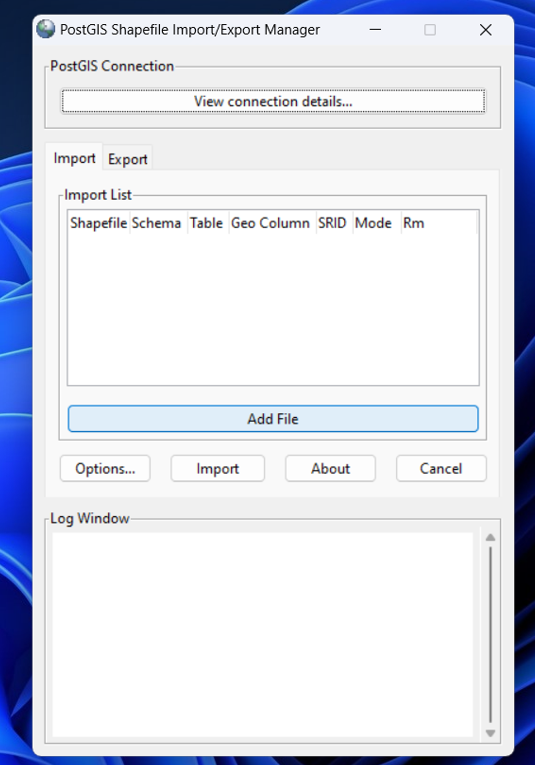 PostGIS Shapefile Import/Export Manager
PostGIS Connection
View connection details...
Import Export
Import List
Shapefile Schema Table Geo Column SRID Mode Rm
Add File
Options... Import About Cancel
Log Window